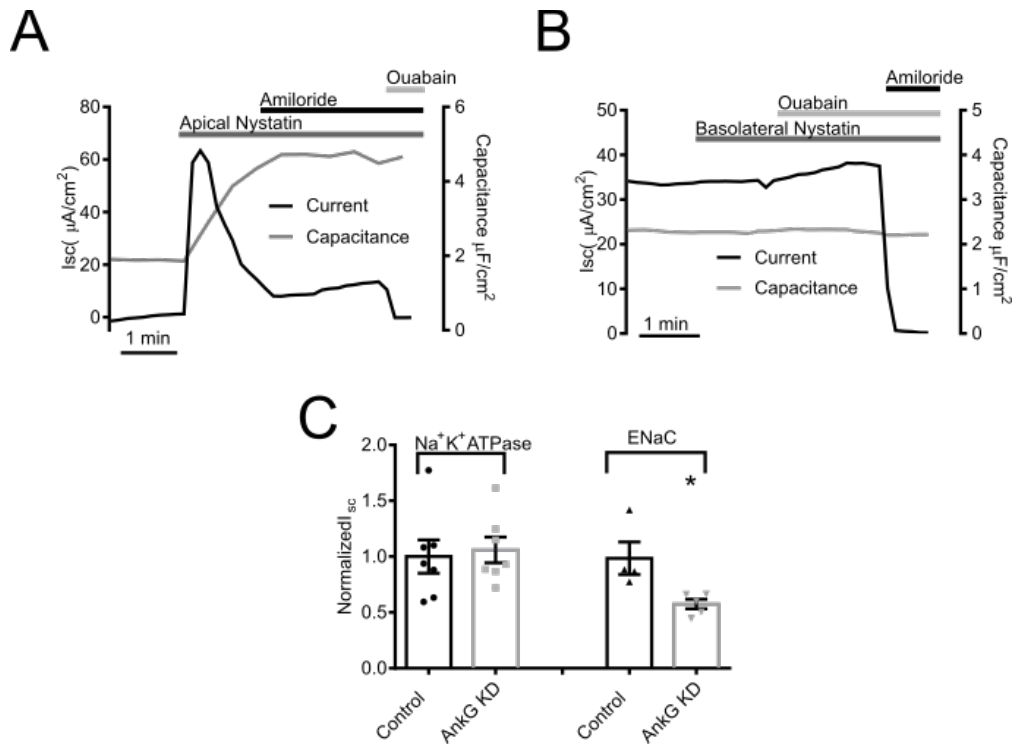 A
Ouabain
Amiloride
Apical Nystatin
80
60
40
20
0
Isc( μA/cm²)
6
4
2
0
Capacitance μF/cm²
Current
Capacitance
1 min
B
Amiloride
Ouabain
Basolateral Nystatin
50
40
30
20
10
0
Isc( μA/cm²)
5
4
3
2
1
0
Capacitance μF/cm²
Current
Capacitance
1 min
C
Na⁺K⁺ATPase
ENaC
*
2.0
1.5
1.0
0.5
0.0
NormalizedIsc
Control
AnkG KD
Control
AnkG KD